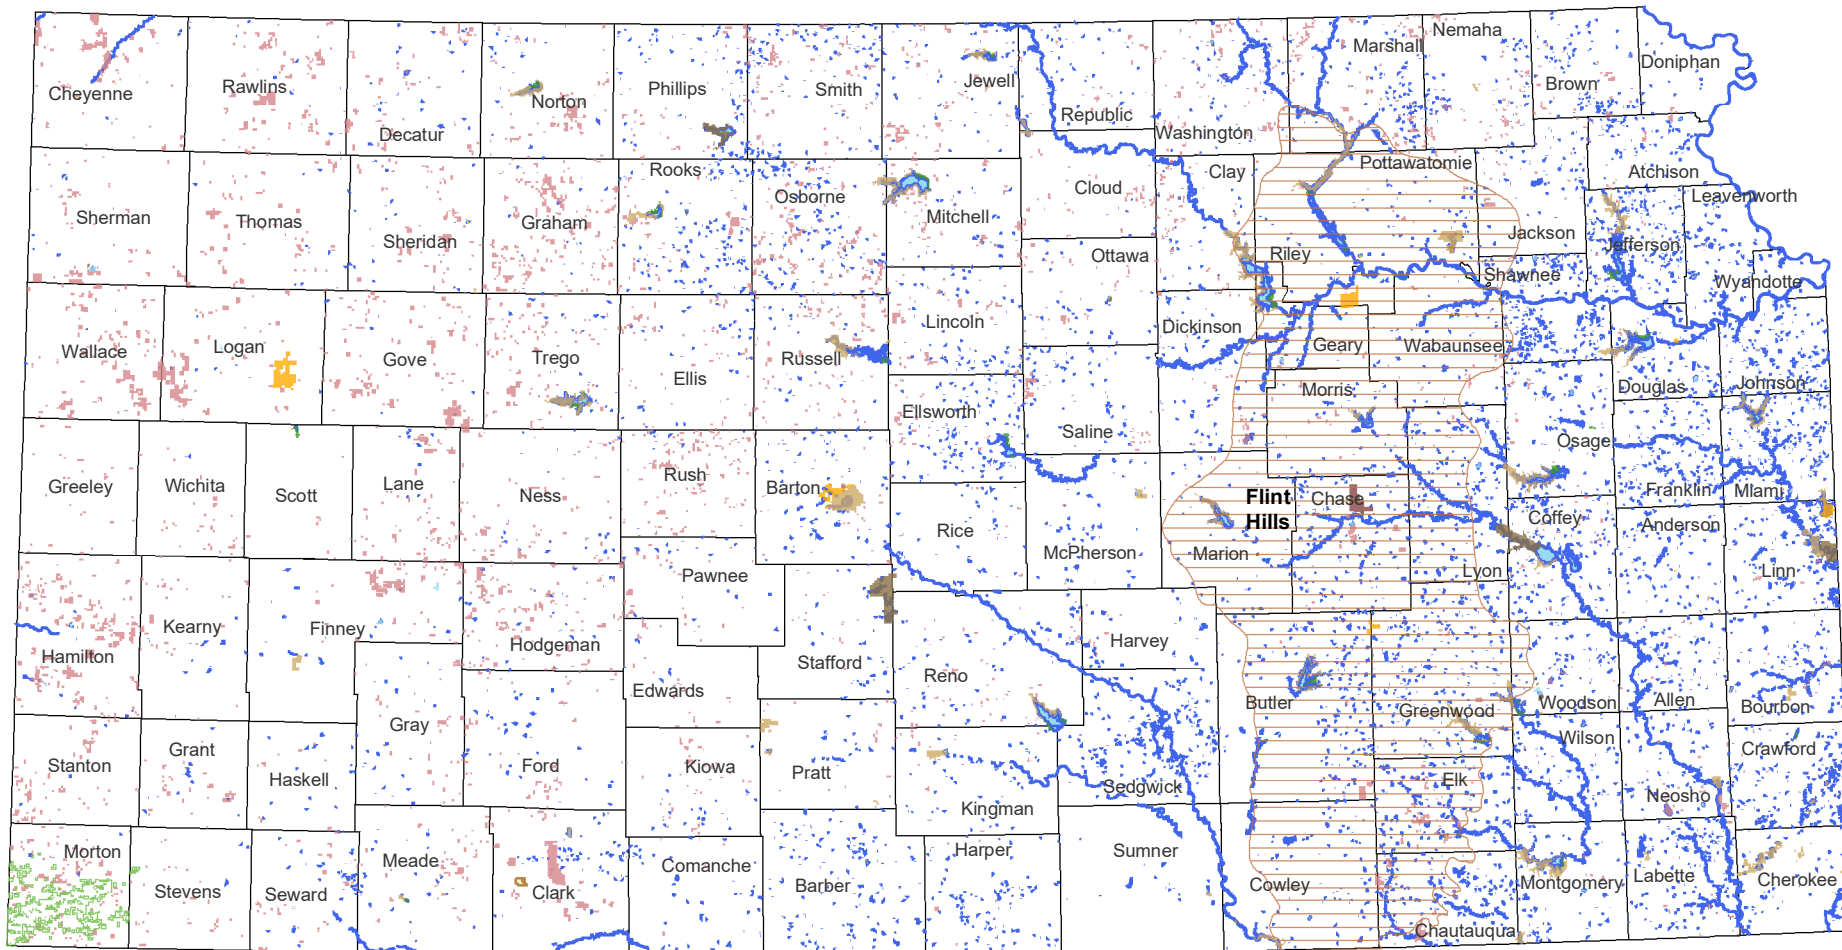 Cheyenne
Rawlins
Decatur
Norton
Phillips
Smith
Jewell
Republic
Washington
Marshall
Nemaha
Brown
Doniphan
Sherman
Thomas
Sheridan
Graham
Rooks
Osborne
Mitchell
Cloud
Clay
Riley
Pottawatomie
Jackson
Atchison
Jefferson
Leavenworth
Wyandotte
Shawnee
Ottawa
Wallace
Logan
Gove
Trego
Ellis
Russell
Lincoln
Dickinson
Geary
Wabaunsee
Douglas
Johnson
Ellsworth
Saline
Morris
Osage
Greeley
Wichita
Scott
Lane
Ness
Rush
Barton
Rice
McPherson
Flint
Hills
Marion
Chase
Lyon
Coffey
Franklin
Miami
Anderson
Linn
Hamilton
Kearny
Finney
Hodgeman
Pawnee
Stafford
Edwards
Reno
Harvey
Butler
Greenwood
Woodson
Allen
Bourbon
Gray
Stanton
Grant
Haskell
Ford
Kiowa
Pratt
Kingman
Sedgwick
Elk
Wilson
Neosho
Crawford
Morton
Stevens
Seward
Meade
Clark
Comanche
Barber
Harper
Sumner
Cowley
Chautauqua
Montgomery
Labette
Cherokee